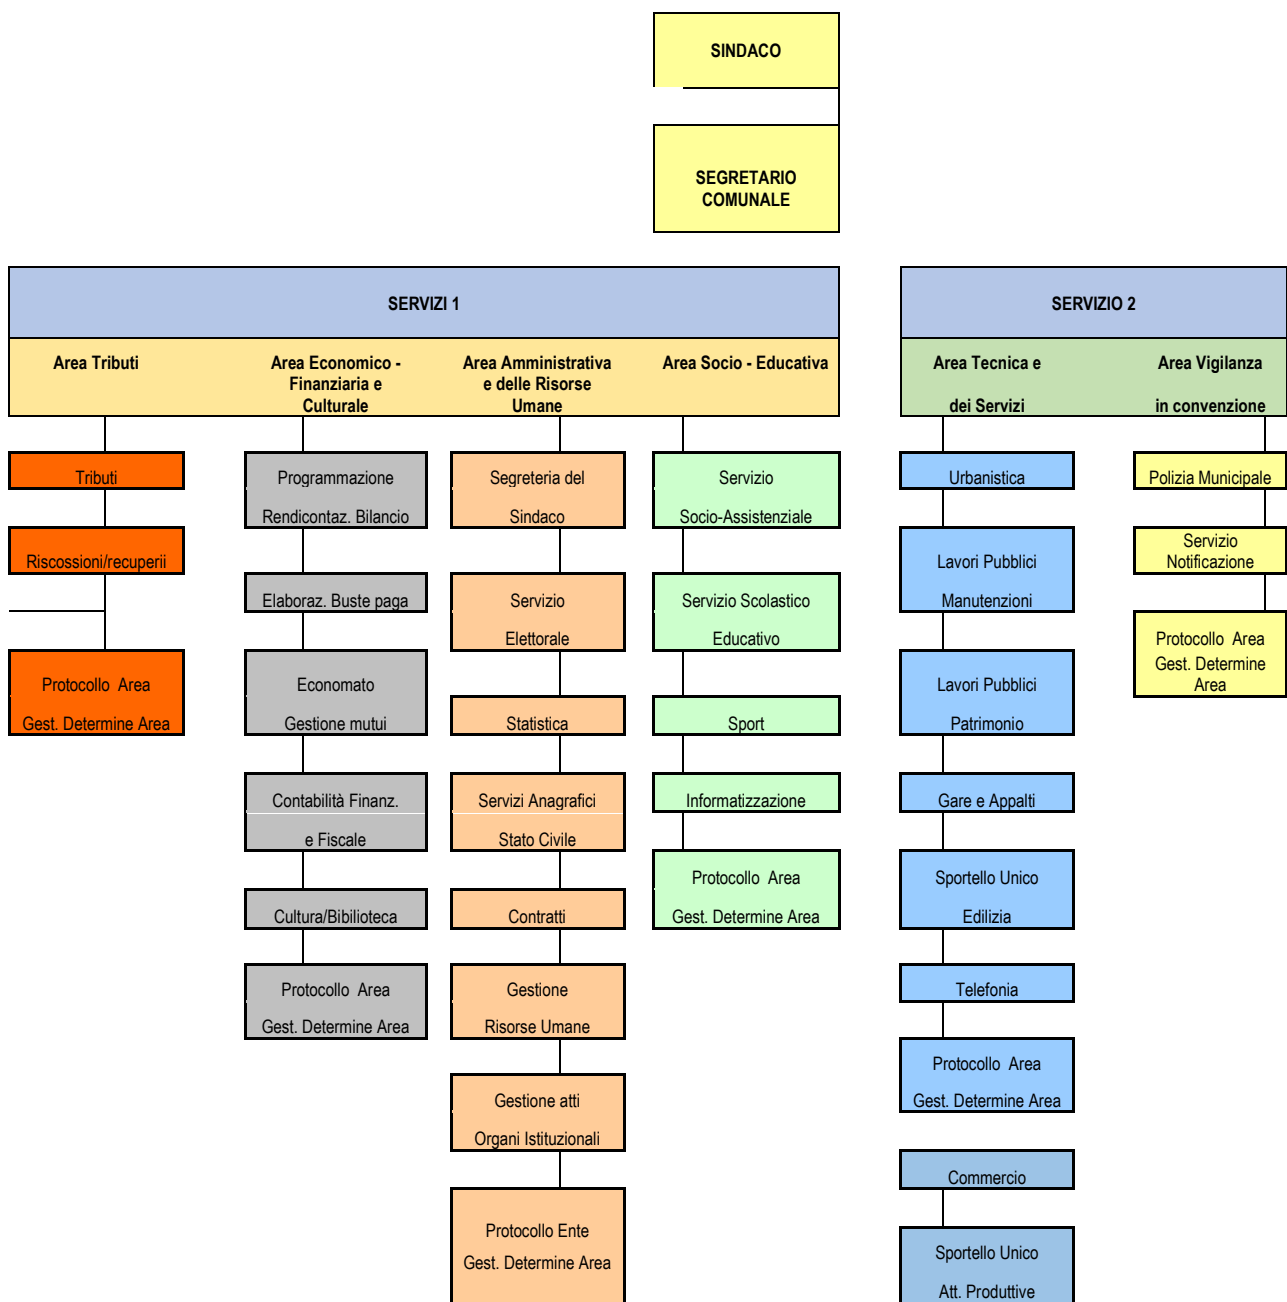 SINDACO
SEGRETARIO
COMUNALE
SERVIZI 1
Area Tributi
Area Economico -
Finanziaria e
Culturale
Area Amministrativa
e delle Risorse
Umane
Area Socio - Educativa
Tributi
Riscossioni/recuperii
Protocollo Area
Gest. Determine Area
Programmazione
Rendicontaz. Bilancio
Elaboraz. Buste paga
Economato
Gestione mutui
Contabilità Finanz.
e Fiscale
Cultura/Biblioteca
Protocollo Area
Gest. Determine Area
Segreteria del
Sindaco
Servizio
Elettorale
Statistica
Servizi Anagrafici
Stato Civile
Contratti
Gestione
Risorse Umane
Gestione atti
Organi Istituzionali
Protocollo Ente
Gest. Determine Area
Servizio
Socio-Assistenziale
Servizio Scolastico
Educativo
Sport
Informatizzazione
Protocollo Area
Gest. Determine Area
SERVIZIO 2
Area Tecnica e
dei Servizi
Area Vigilanza
in convenzione
Urbanistica
Lavori Pubblici
Manutenzioni
Lavori Pubblici
Patrimonio
Gare e Appalti
Sportello Unico
Edilizia
Telefonia
Protocollo Area
Gest. Determine Area
Commercio
Sportello Unico
Att. Produttive
Polizia Municipale
Servizio
Notificazione
Protocollo Area
Gest. Determine
Area